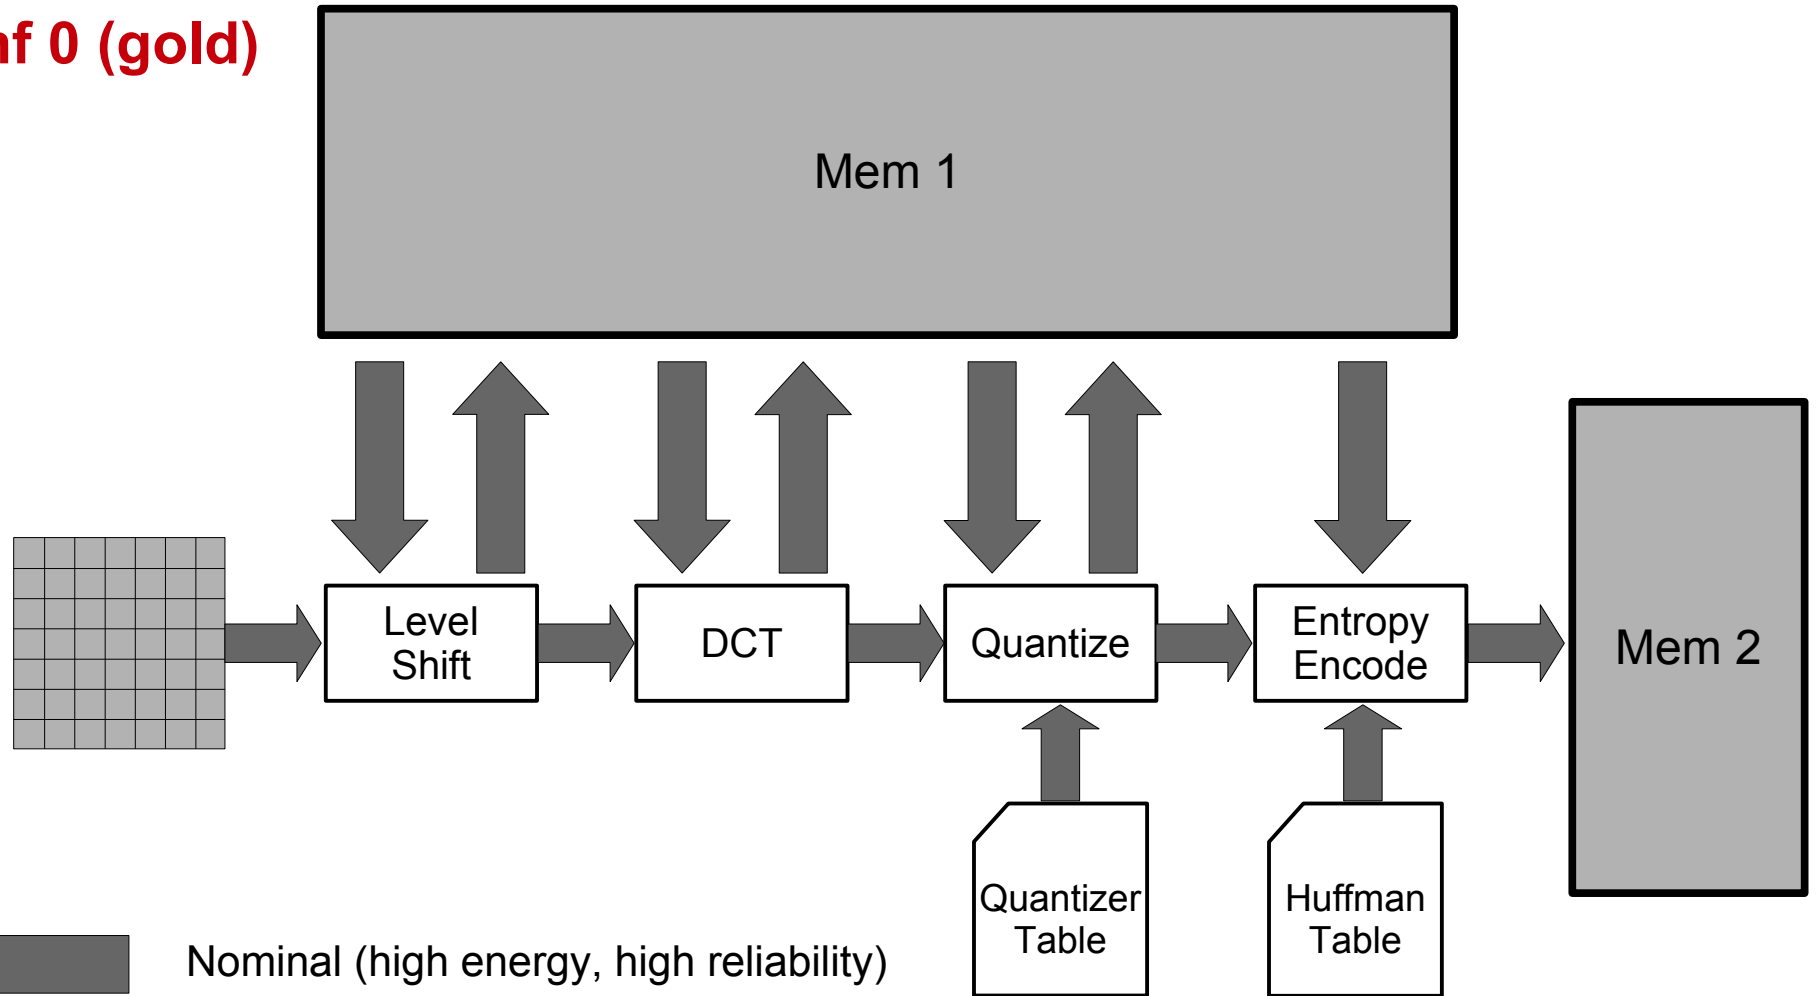 nf 0 (gold)
Mem 1
Level
Shift
DCT
Quantize
Entropy
Encode
Mem 2
Quantizer
Table
Huffman
Table
Nominal (high energy, high reliability)